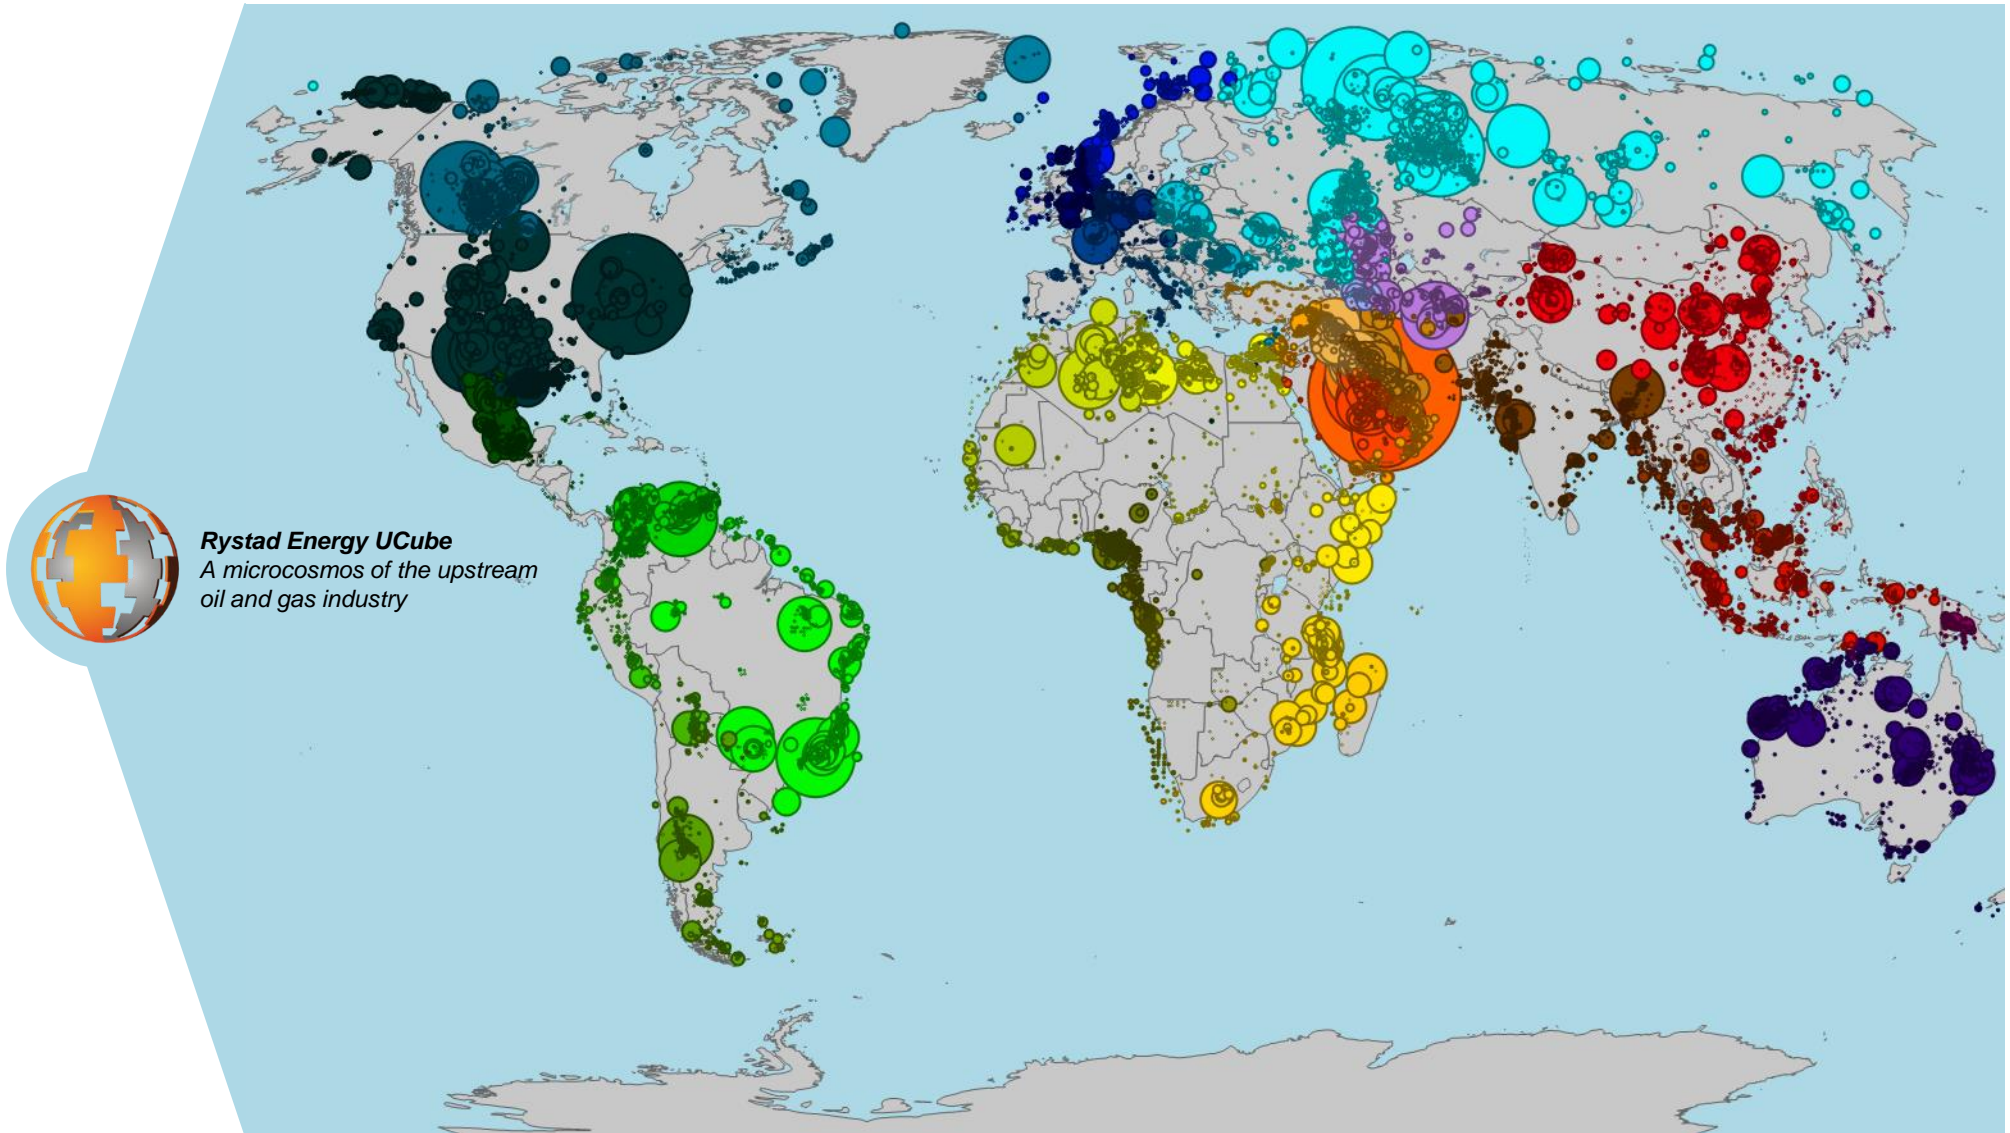 Rystad Energy UCube
A microcosmos of the upstream
oil and gas industry